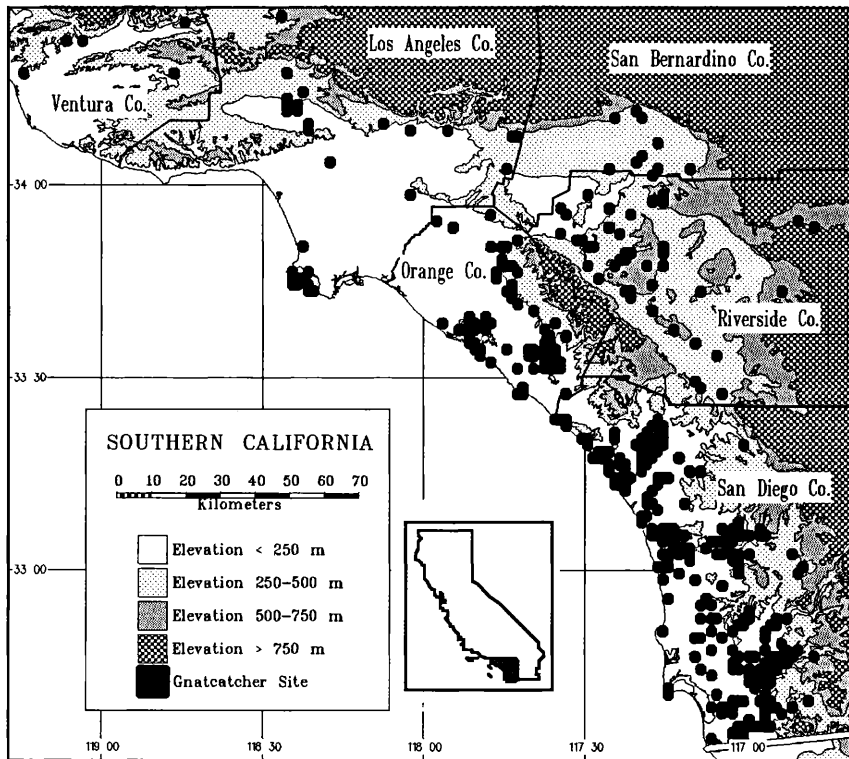 Los Angeles Co.
San Bernardino Co.
Ventura Co.
34 00
Orange Co.
Riverside Co.
33 30
SOUTHERN CALIFORNIA
0 10 20 30 40 50 60 70
Kilometers
San Diego Co.
Elevation < 250 m
Elevation 250-500 m
Elevation 500-750 m
Elevation > 750 m
Gnatcatcher Site
33 00
119 00
118 30
118 00
117 30
117 00